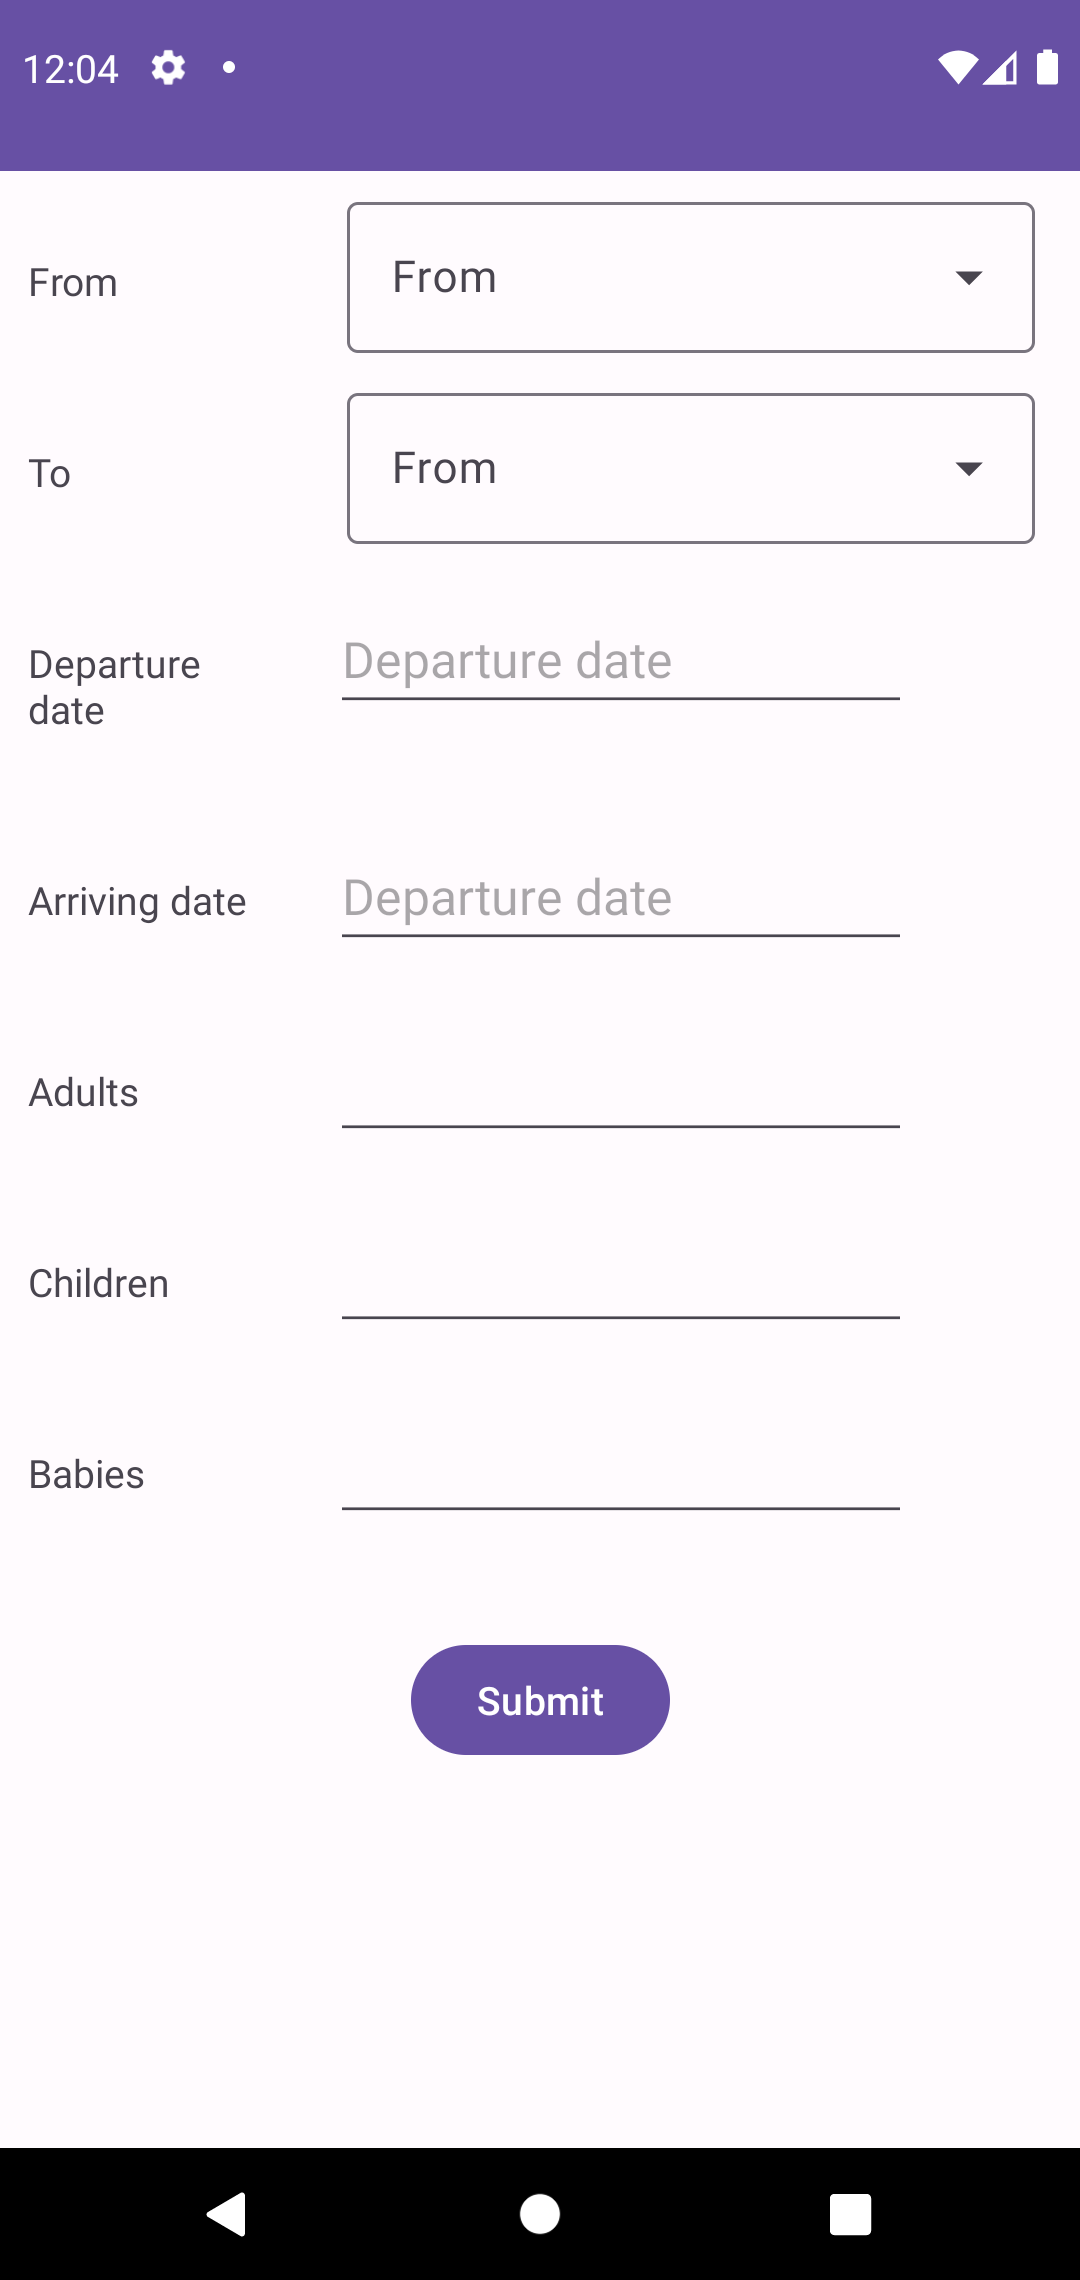 12:04
From
From
To
From
Departure
date
Departure date
Arriving date
Departure date
Adults
Children
Babies
Submit